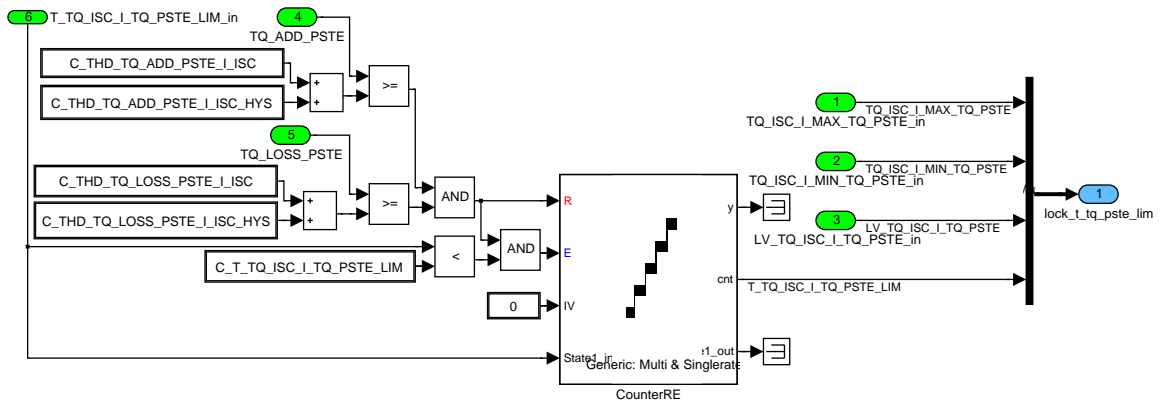 6
T_TQ_ISC_I_TQ_PSTE_LIM_in
4
TQ_ADD_PSTE
C_THD_TQ_ADD_PSTE_I_ISC
C_THD_TQ_ADD_PSTE_I_ISC_HYS
+
+
>=
5
TQ_LOSS_PSTE
C_THD_TQ_LOSS_PSTE_I_ISC
C_THD_TQ_LOSS_PSTE_I_ISC_HYS
+
+
>=
AND
C_T_TQ_ISC_I_TQ_PSTE_LIM
<
AND
0
R
E
IV
State1_in
y
cnt
e1_out
Generic: Multi & Singlerate
CounterRE
T_TQ_ISC_I_TQ_PSTE_LIM
1
TQ_ISC_I_MAX_TQ_PSTE
TQ_ISC_I_MAX_TQ_PSTE_in
2
TQ_ISC_I_MIN_TQ_PSTE
TQ_ISC_I_MIN_TQ_PSTE_in
3
LV_TQ_ISC_I_TQ_PSTE
LV_TQ_ISC_I_TQ_PSTE_in
1
lock_t_tq_pste_lim